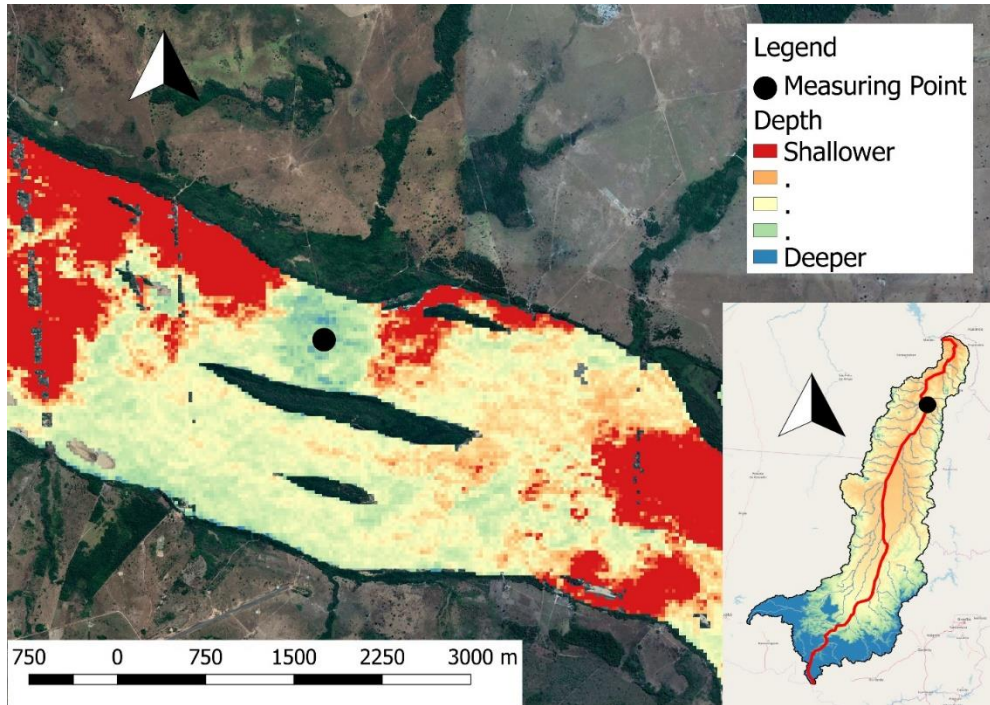 Legend
Measuring Point
Depth
Shallower
.
.
.
Deeper
750 0 750 1500 2250 3000 m